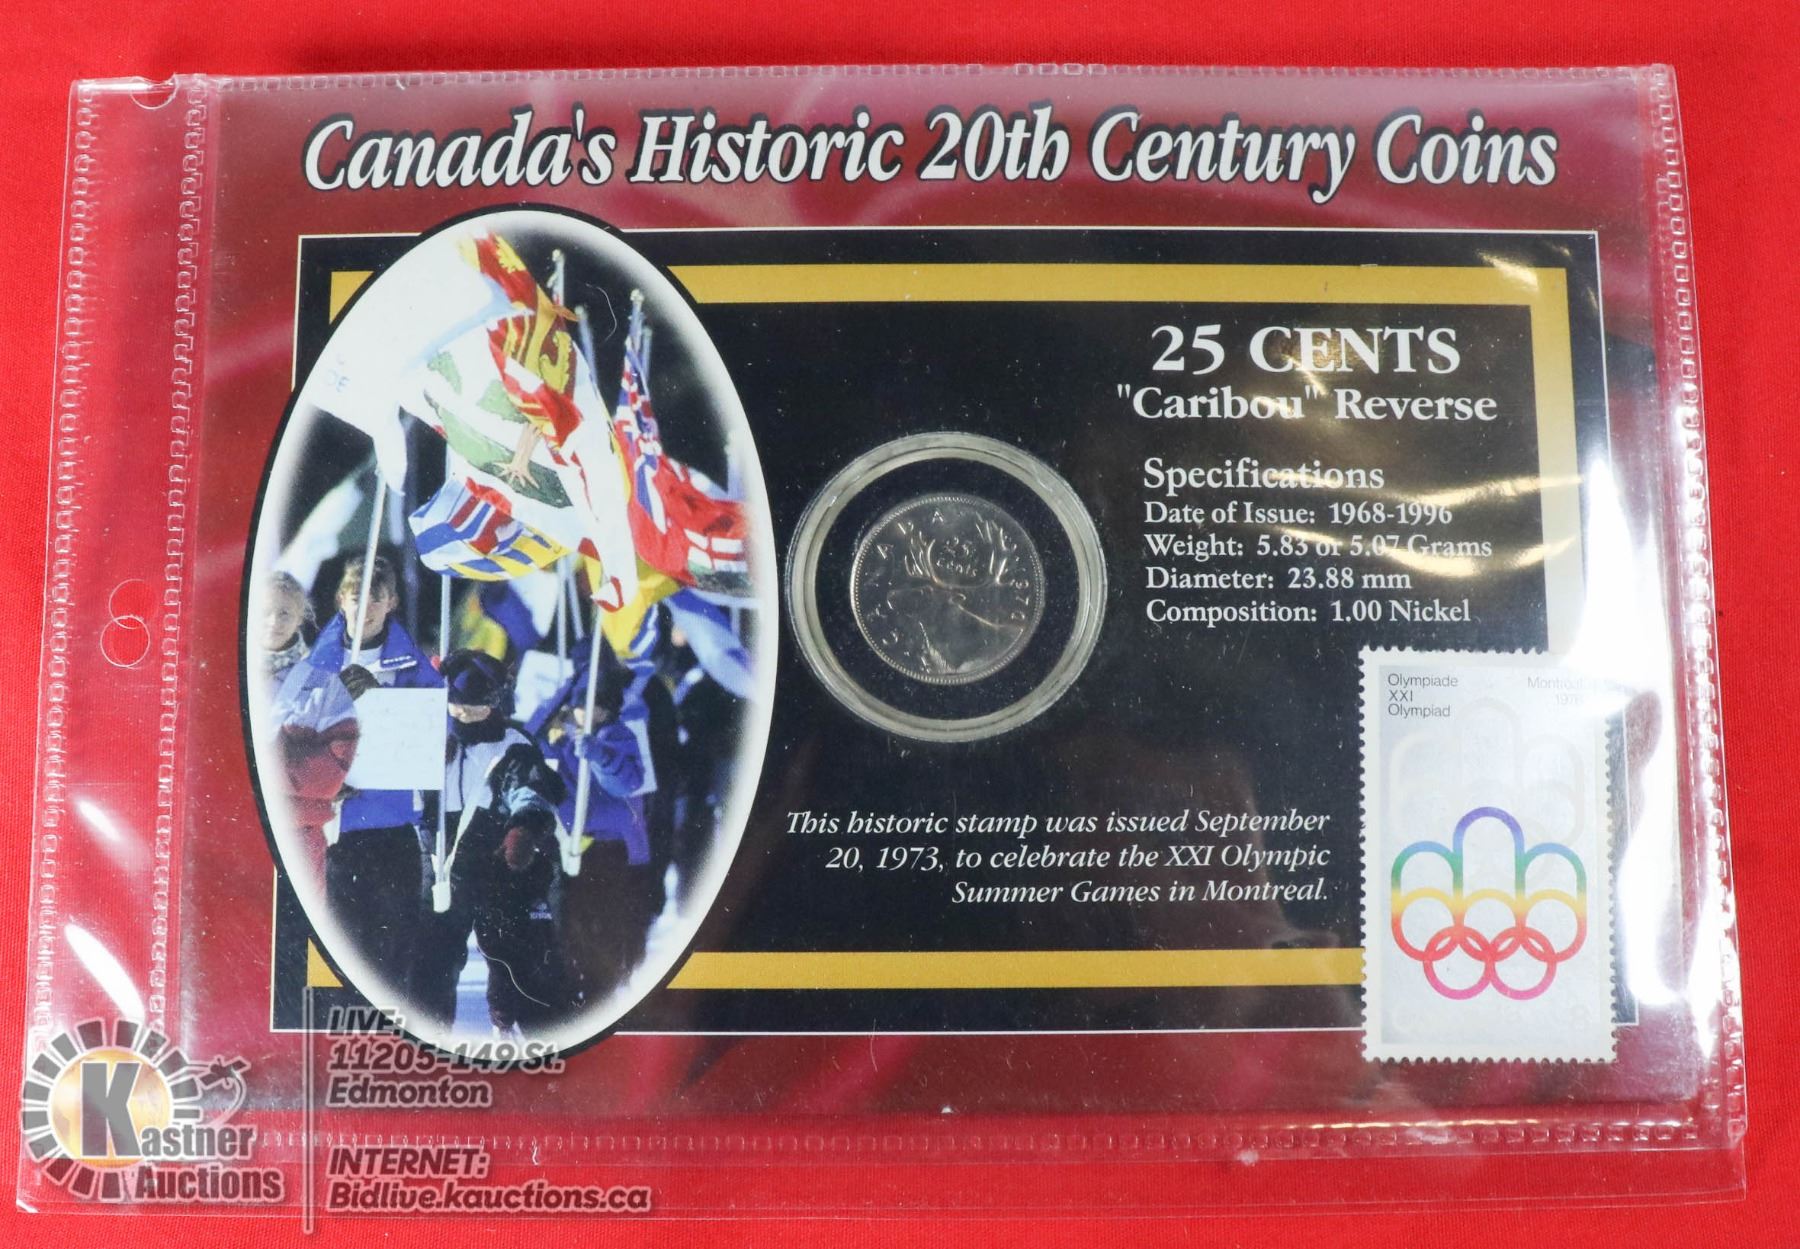 Canada's Historic 20th Century Coins
25 CENTS
"Caribou" Reverse
Specifications
Date of Issue: 1968-1996
Weight: 5.83 or 5.07 Grams
Diameter: 23.88 mm
Composition: 1.00 Nickel
25
cents
Olympiade
XXI
Olympiad
Montréal
1976
This historic stamp was issued September
20, 1973, to celebrate the XXI Olympic
Summer Games in Montreal.
8
LIVE:
11205-149 St.
Edmonton
Kastner
Auctions
INTERNET:
Bidlive.kauctions.ca